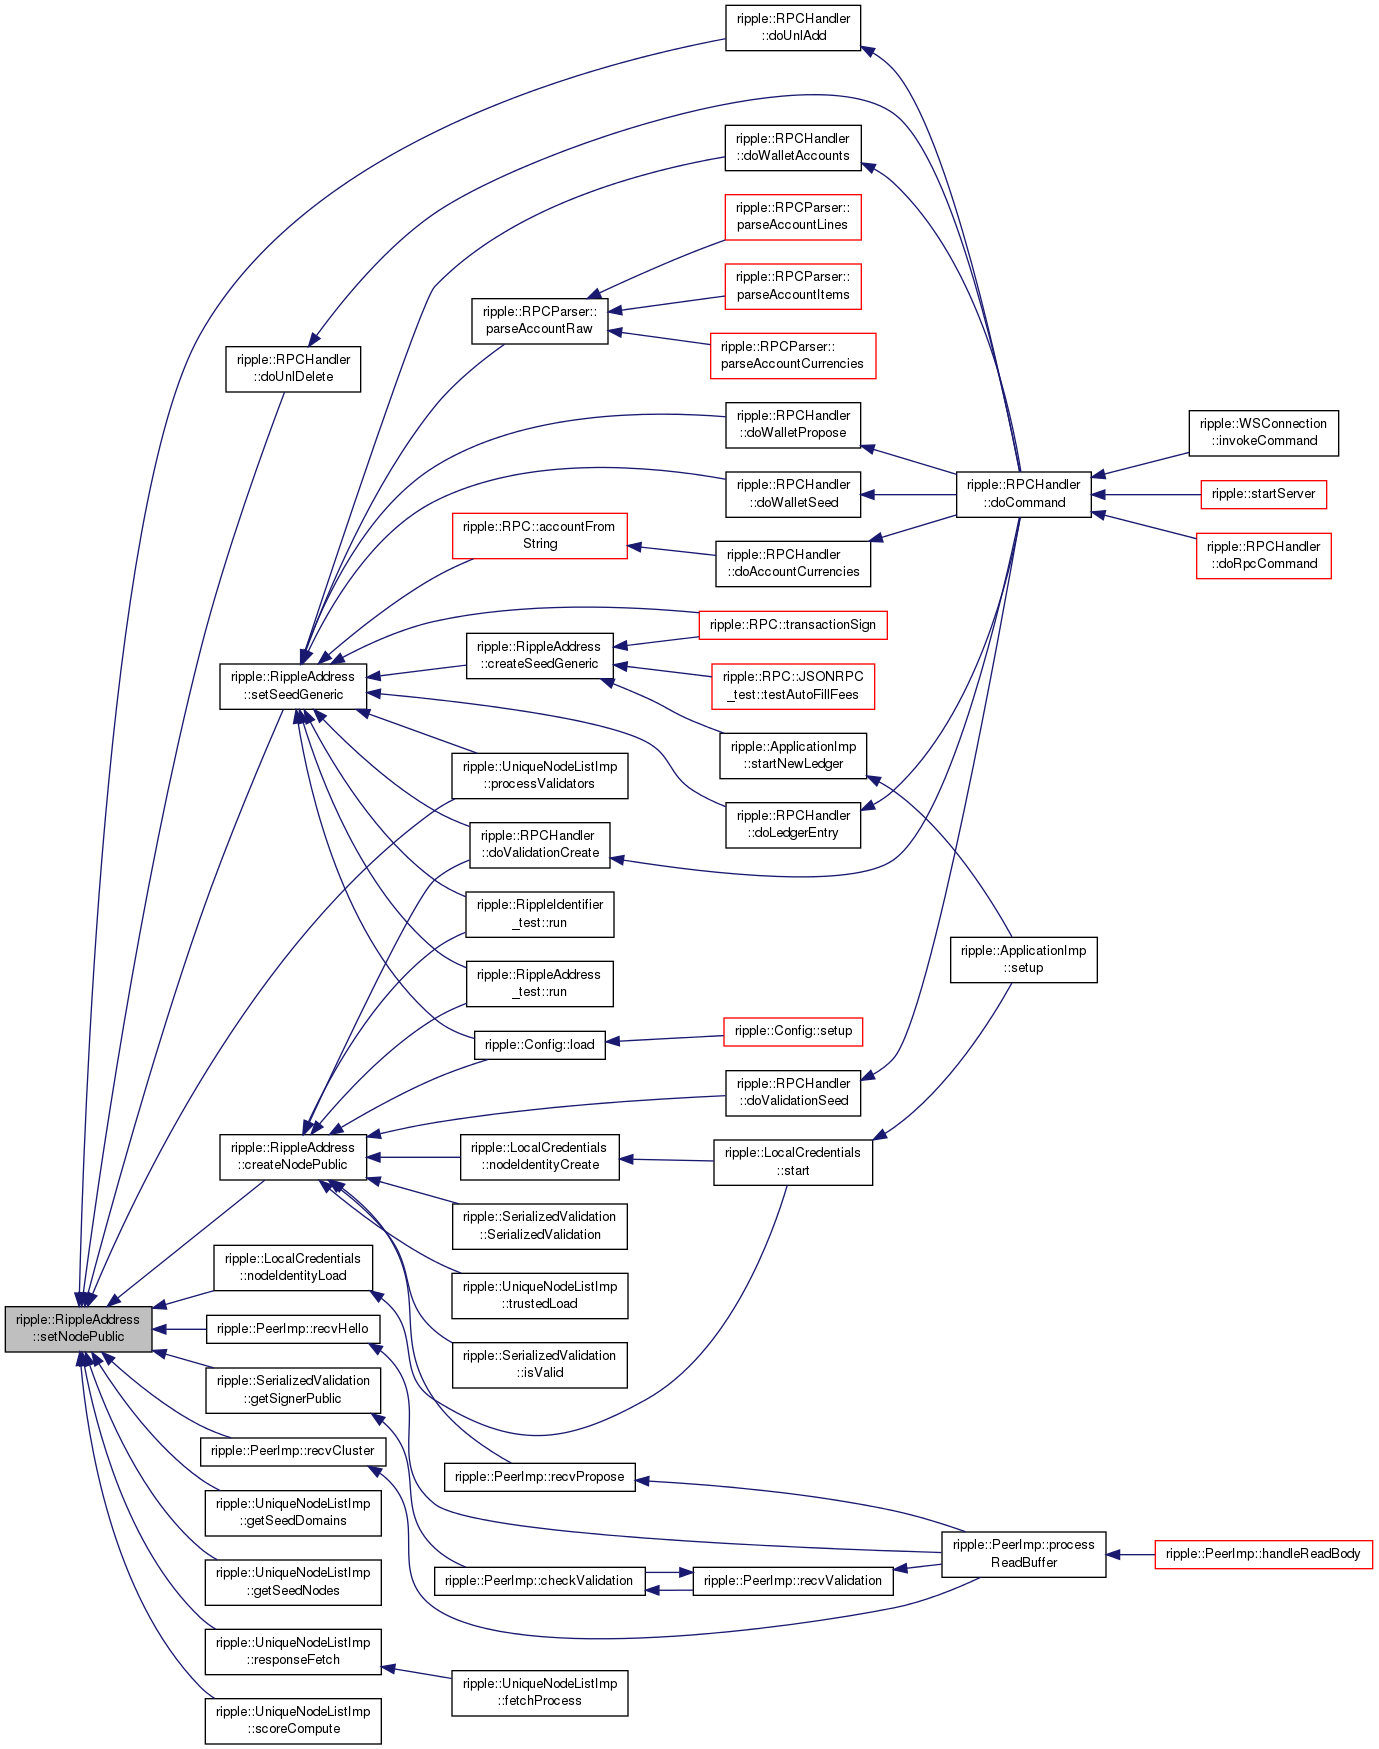 ripple::RPCHandler
::doUnlAdd
ripple::RPCHandler
::doWalletAccounts
ripple::RPCParser::
parseAccountLines
ripple::RPCParser::
parseAccountItems
ripple::RPCParser::
parseAccountRaw
ripple::RPCParser::
parseAccountCurrencies
ripple::RPCHandler
::doUnlDelete
ripple::RPCHandler
::doWalletPropose
ripple::WSConnection
::invokeCommand
ripple::RPCHandler
::doWalletSeed
ripple::RPCHandler
::doCommand
ripple::startServer
ripple::RPC::accountFrom
String
ripple::RPCHandler
::doAccountCurrencies
ripple::RPCHandler
::doRpcCommand
ripple::RPC::transactionSign
ripple::RippleAddress
::createSeedGeneric
ripple::RippleAddress
::setSeedGeneric
ripple::RPC::JSONRPC
_test::testAutoFillFees
ripple::ApplicationImp
::startNewLedger
ripple::UniqueNodeListImp
::processValidators
ripple::RPCHandler
::doLedgerEntry
ripple::RPCHandler
::doValidationCreate
ripple::RippleIdentifier
_test::run
ripple::ApplicationImp
::setup
ripple::RippleAddress
_test::run
ripple::Config::load
ripple::Config::setup
ripple::RPCHandler
::doValidationSeed
ripple::RippleAddress
::createNodePublic
ripple::LocalCredentials
::nodeIdentityCreate
ripple::LocalCredentials
::start
ripple::SerializedValidation
::SerializedValidation
ripple::LocalCredentials
::nodeIdentityLoad
ripple::UniqueNodeListImp
::trustedLoad
ripple::RippleAddress
::setNodePublic
ripple::PeerImp::recvHello
ripple::SerializedValidation
::isValid
ripple::SerializedValidation
::getSignerPublic
ripple::PeerImp::recvCluster
ripple::PeerImp::recvPropose
ripple::UniqueNodeListImp
::getSeedDomains
ripple::PeerImp::process
ReadBuffer
ripple::PeerImp::handleReadBody
ripple::UniqueNodeListImp
::getSeedNodes
ripple::PeerImp::checkValidation
ripple::PeerImp::recvValidation
ripple::UniqueNodeListImp
::responseFetch
ripple::UniqueNodeListImp
::fetchProcess
ripple::UniqueNodeListImp
::scoreCompute